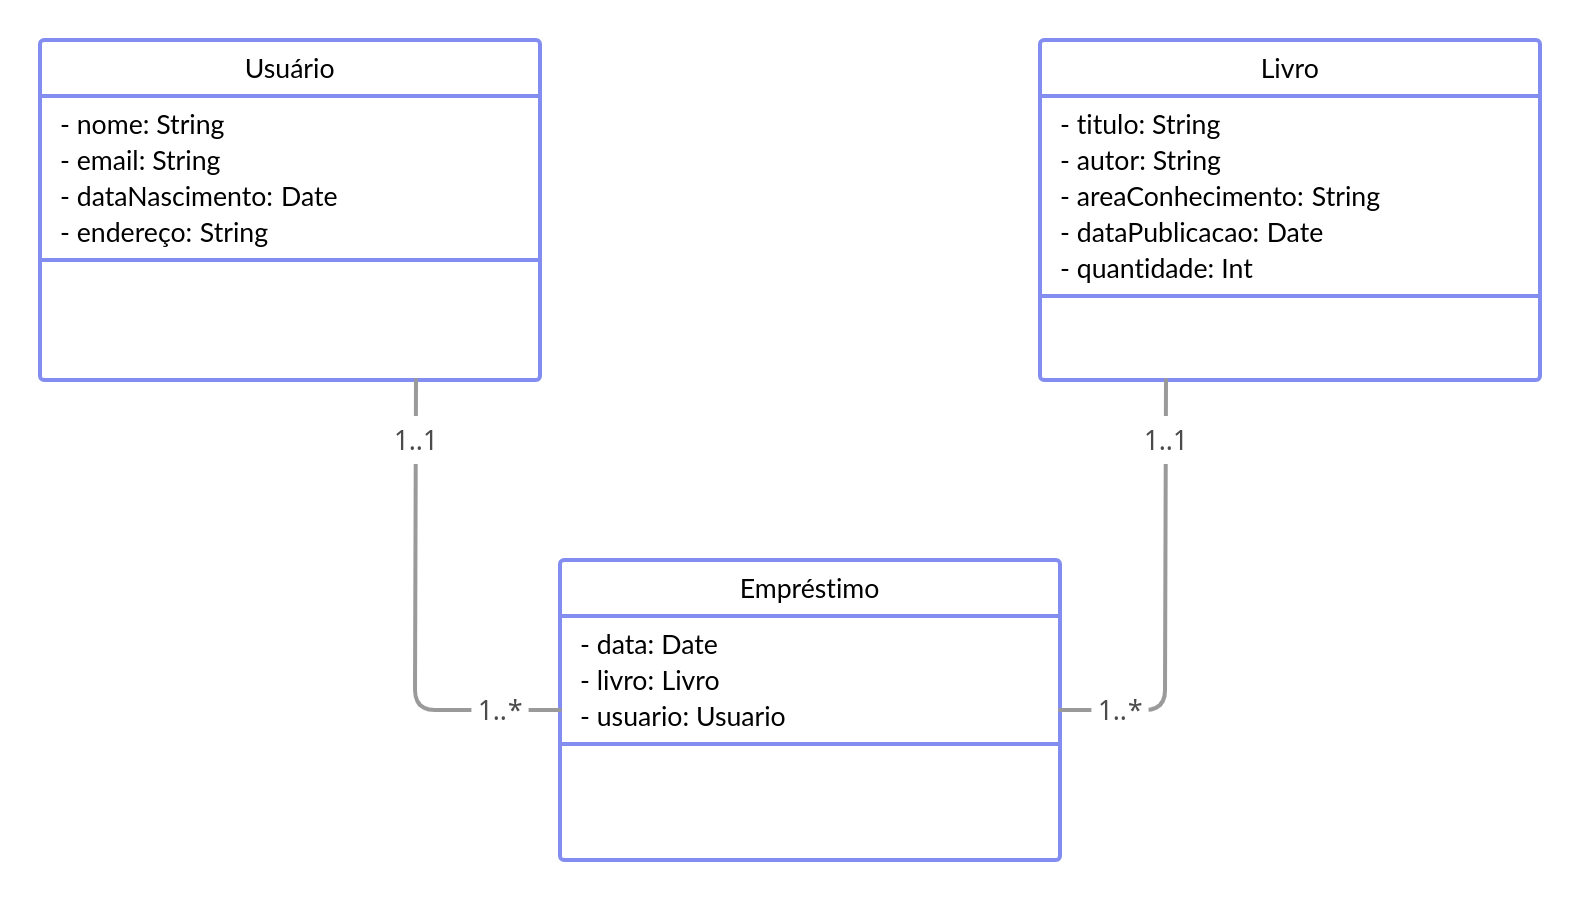 Usuário
- nome: String
- email: String
- dataNascimento: Date
- endereço: String
Livro
- titulo: String
- autor: String
- areaConhecimento: String
- dataPublicacao: Date
- quantidade: Int
1..1
1..1
Empréstimo
- data: Date
- livro: Livro
- usuario: Usuario
1..*
1..*